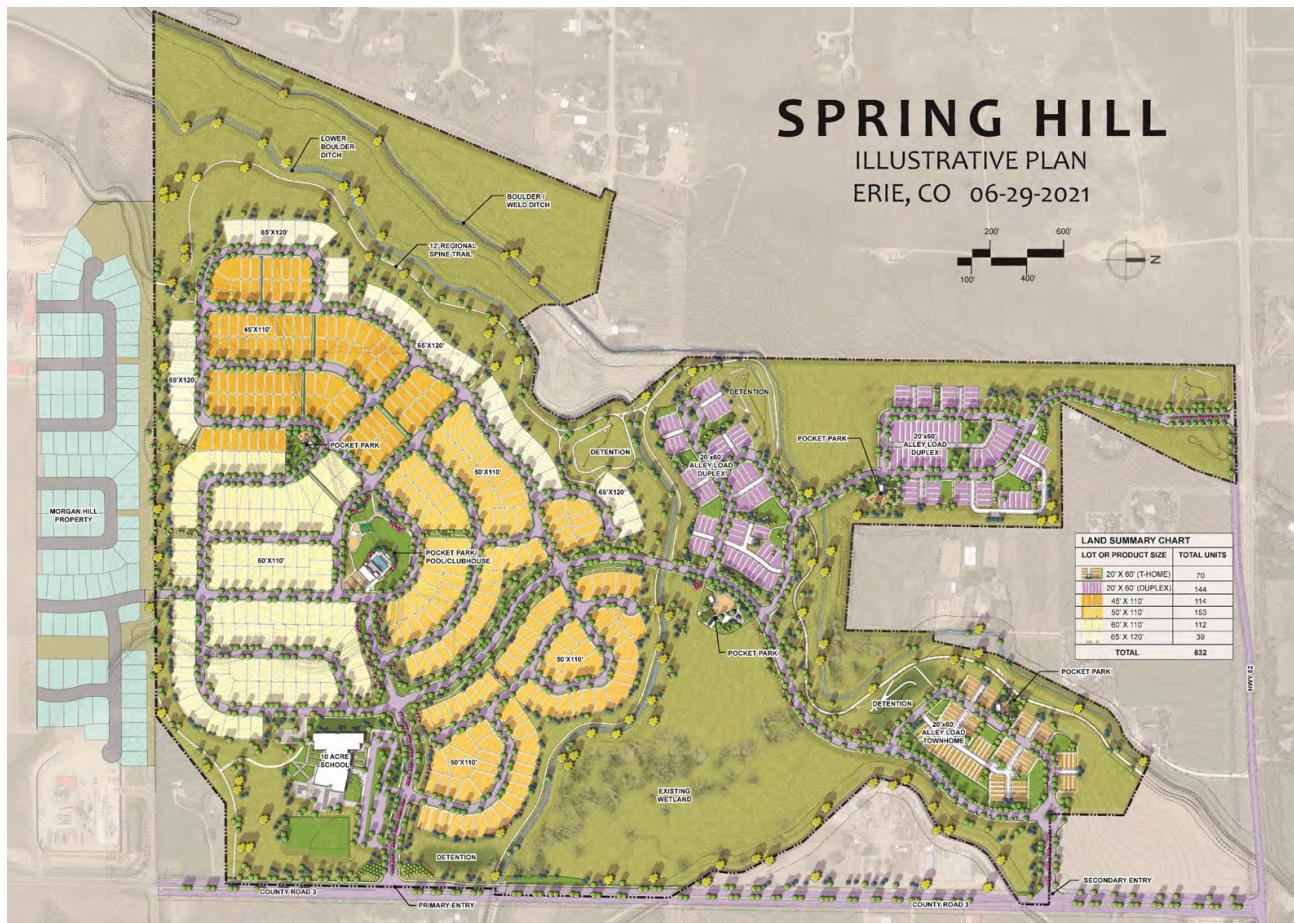 SPRING HILL
ILLUSTRATIVE PLAN
ERIE, CO 06-29-2021
200'
600'
100'
400'
N
LOWER
BOULDER
DITCH
BOULDER /
WELD DITCH
12' REGIONAL
SPINE TRAIL
65'X120'
45'X110'
65'X120'
65'X120'
POCKET PARK
DETENTION
50'X110'
65'X120'
DETENTION
20'x60'
ALLEY LOAD
DUPLEX
POCKET PARK
20'x60'
ALLEY LOAD
DUPLEX
MORGAN HILL
PROPERTY
60'X110'
POCKET PARK/
POOL/CLUBHOUSE
LAND SUMMARY CHART
LOT OR PRODUCT SIZE TOTAL UNITS
20' X 60' (T-HOME) 70
20' X 60' (DUPLEX) 144
45' X 110' 114
50' X 110' 153
60' X 110' 112
65' X 120' 39
TOTAL 632
50'X110'
POCKET PARK
POCKET PARK
DETENTION
20'x60'
ALLEY LOAD
TOWNHOME
HWY 52
10 ACRE
SCHOOL
50'X110'
EXISTING
WETLAND
DETENTION
COUNTY ROAD 3
PRIMARY ENTRY
SECONDARY ENTRY
COUNTY ROAD 3